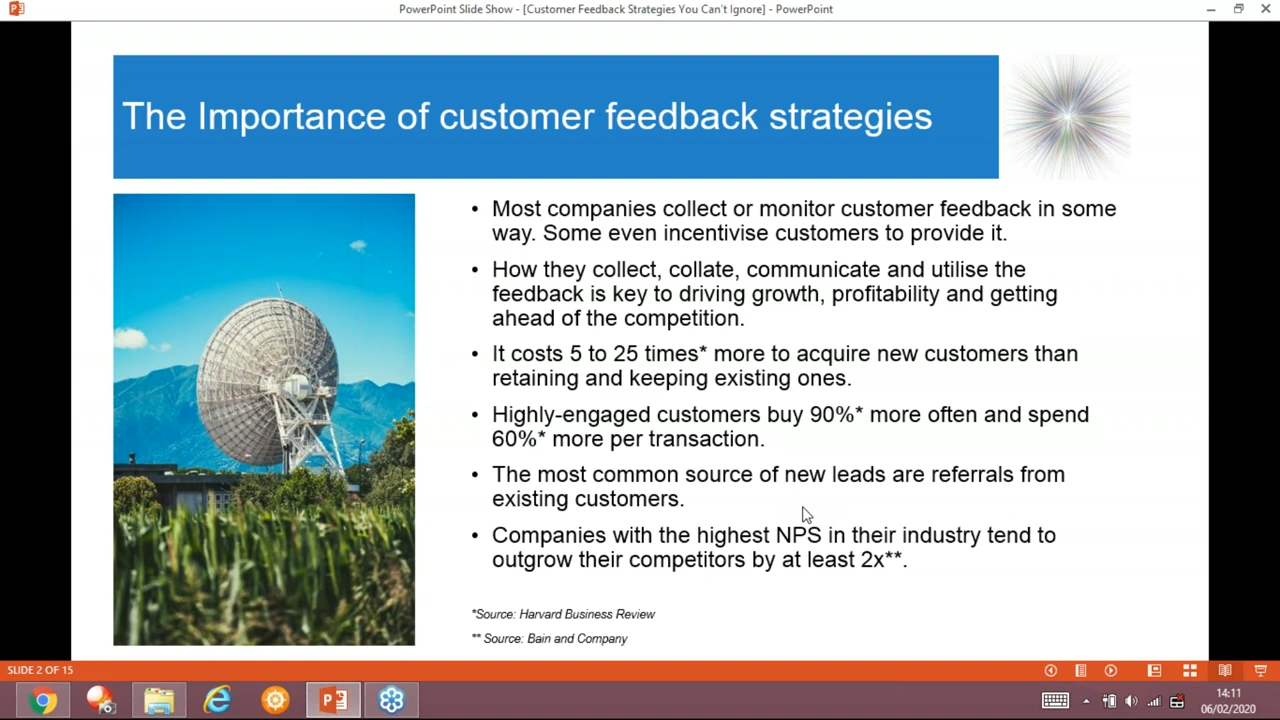 PowerPoint Slide Show - [Customer Feedback Strategies You Can't Ignore] - PowerPoint
The Importance of customer feedback strategies
• Most companies collect or monitor customer feedback in some
way. Some even incentivise customers to provide it.
• How they collect, collate, communicate and utilise the
feedback is key to driving growth, profitability and getting
ahead of the competition.
• It costs 5 to 25 times* more to acquire new customers than
retaining and keeping existing ones.
• Highly-engaged customers buy 90%* more often and spend
60%* more per transaction.
• The most common source of new leads are referrals from
existing customers.
• Companies with the highest NPS in their industry tend to
outgrow their competitors by at least 2x**.
*Source: Harvard Business Review
** Source: Bain and Company
SLIDE 2 OF 15
14:11
06/02/2020